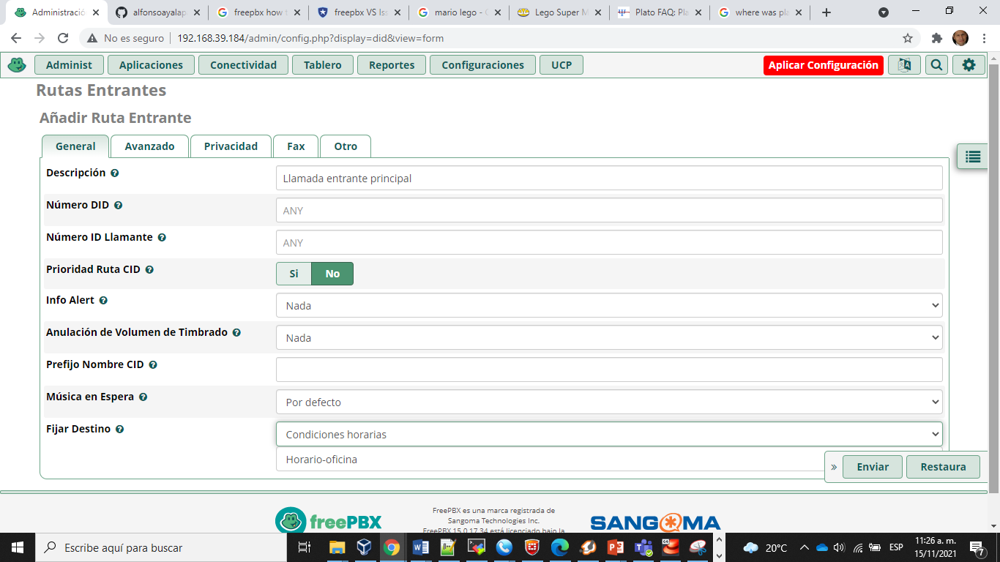 Administració
alfonsoayalap
freepbx how t
freepbx VS Iss
mario lego - G
Lego Super M
Plato FAQ: Pla
where was pla
No es seguro
192.168.39.184/admin/config.php?display=did&view=form
Administ
Aplicaciones
Conectividad
Tablero
Reportes
Configuraciones
UCP
Aplicar Configuración
Rutas Entrantes
Añadir Ruta Entrante
General
Avanzado
Privacidad
Fax
Otro
Descripción
Llamada entrante principal
Número DID
ANY
Número ID Llamante
ANY
Prioridad Ruta CID
Si
No
Info Alert
Nada
Anulación de Volumen de Timbrado
Nada
Prefijo Nombre CID
Música en Espera
Por defecto
Fijar Destino
Condiciones horarias
Horario-oficina
»
Enviar
Restaura
freePBX
FreePBX es una marca registrada de
Sangoma Technologies Inc.
FreePBX 15.0.17.34 está licenciado bajo la
SANGOMA
Escribe aquí para buscar
20°C
ESP
11:26 a. m.
15/11/2021
7